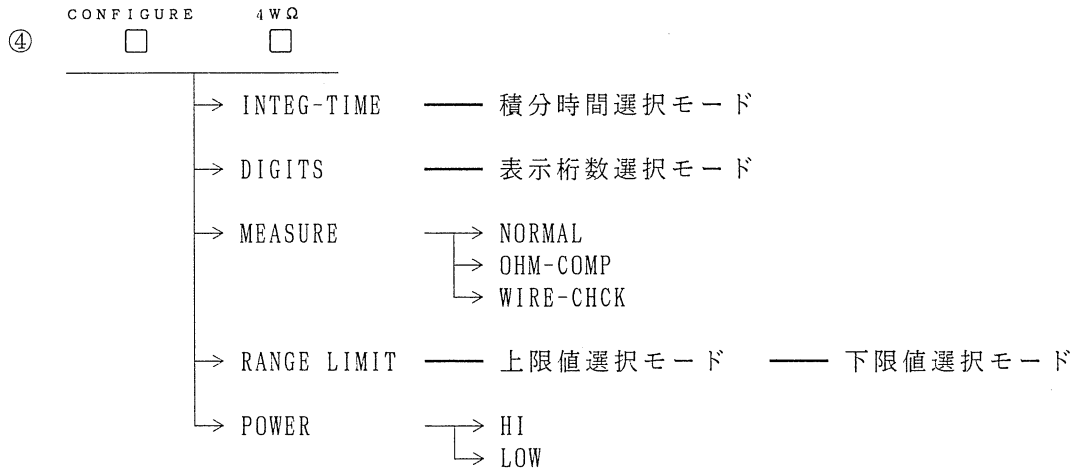 CONFIGURE 4WΩ
④ □ □
INTEG-TIME 積分時間選択モード
DIGITS 表示桁数選択モード
MEASURE NORMAL
OHM-COMP
WIRE-CHCK
RANGE LIMIT 上限値選択モード 下限値選択モード
POWER HI
LOW